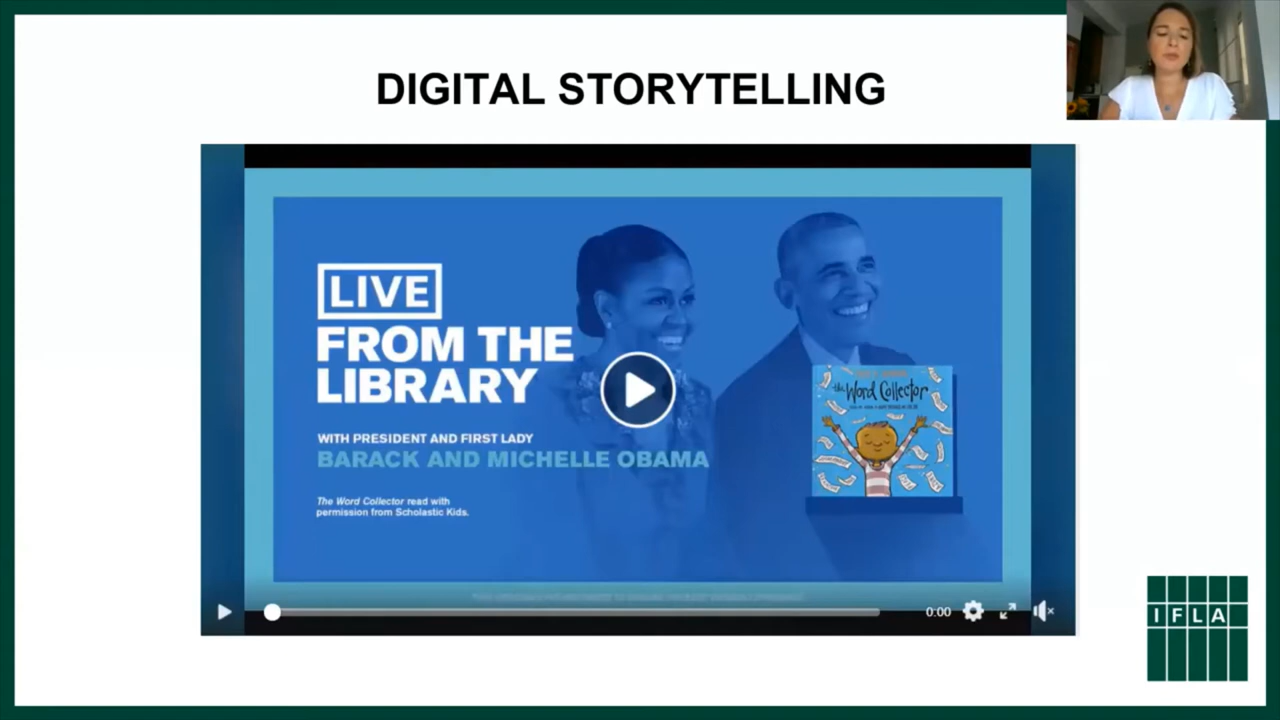 DIGITAL STORYTELLING
LIVE
FROM THE
LIBRARY
WITH PRESIDENT AND FIRST LADY
BARACK AND MICHELLE OBAMA
The Word Collector read with
permission from Scholastic Kids.
the Word Collector
0:00
IFLA